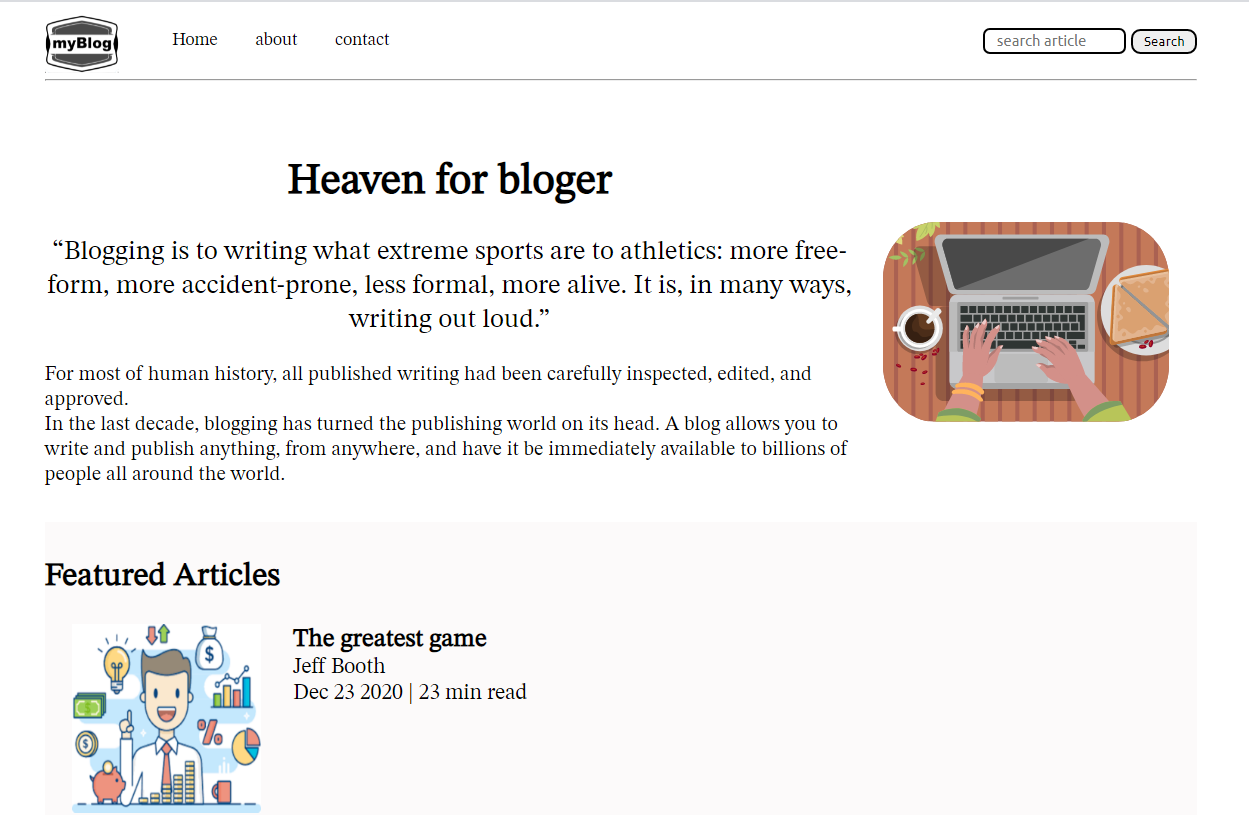 myBlog Home about contact search article Search
Heaven for bloger
“Blogging is to writing what extreme sports are to athletics: more free-
form, more accident-prone, less formal, more alive. It is, in many ways,
writing out loud.”
For most of human history, all published writing had been carefully inspected, edited, and
approved.
In the last decade, blogging has turned the publishing world on its head. A blog allows you to
write and publish anything, from anywhere, and have it be immediately available to billions of
people all around the world.
Featured Articles
The greatest game
Jeff Booth
Dec 23 2020 | 23 min read
$
$
%